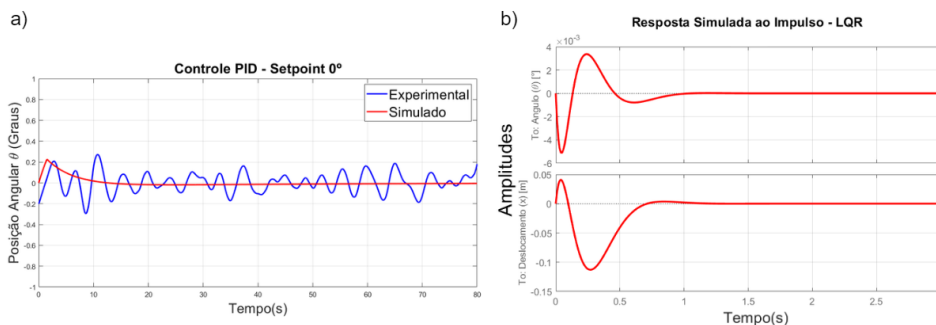 a)
Controle PID - Setpoint 0º
Experimental
Simulado
Posição Angular θ (Graus)
1
0.8
0.6
0.4
0.2
0
-0.2
-0.4
-0.6
-0.8
-1
0 10 20 30 40 50 60 70 80
Tempo(s)
b)
Resposta Simulada ao Impulso - LQR
Amplitudes
×10⁻³
To: Angulo (θ) [°]
4
2
0
-2
-4
-6
To: Deslocamento (x) [m]
0.05
0
-0.05
-0.1
-0.15
0 0.5 1 1.5 2 2.5
Tempo(s)